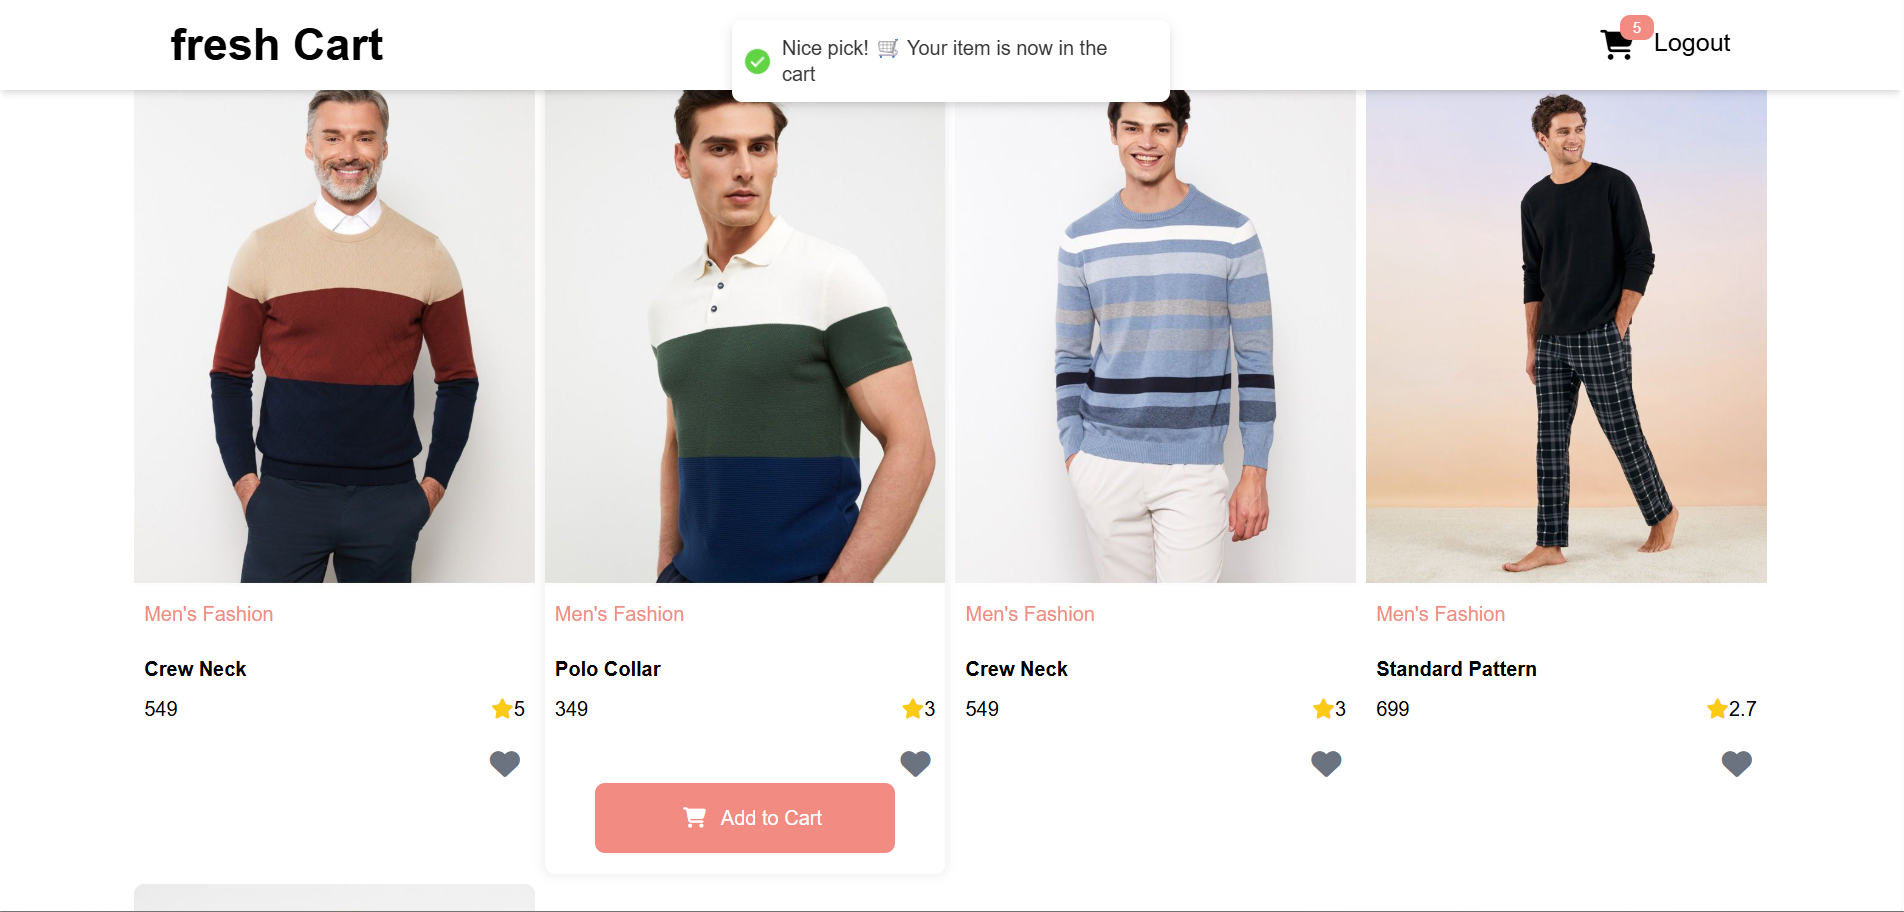 fresh Cart
Nice pick! 🛒 Your item is now in the
cart
5
Logout
Men's Fashion
Crew Neck
549
5
Men's Fashion
Polo Collar
349
3
Add to Cart
Men's Fashion
Crew Neck
549
3
Men's Fashion
Standard Pattern
699
2.7